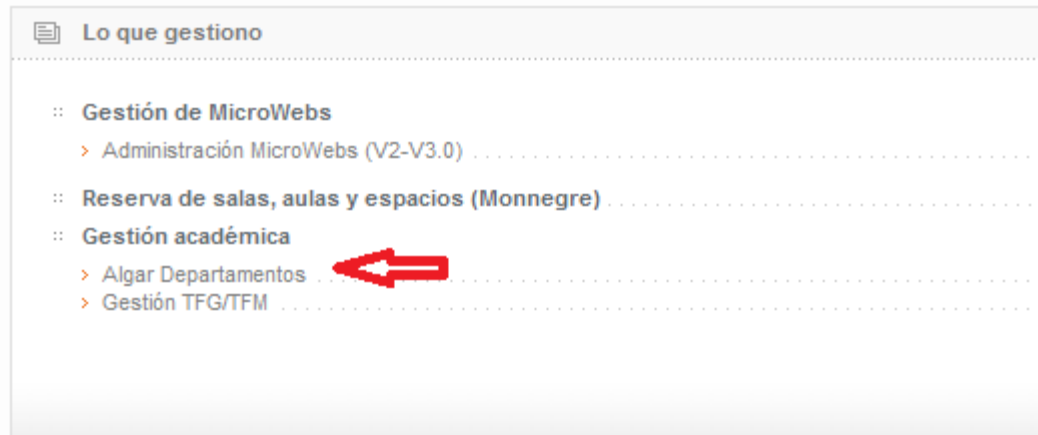 Lo que gestiono
Gestión de MicroWebs
Administración MicroWebs (V2-V3.0)
Reserva de salas, aulas y espacios (Monnegre)
Gestión académica
Algar Departamentos
Gestión TFG/TFM